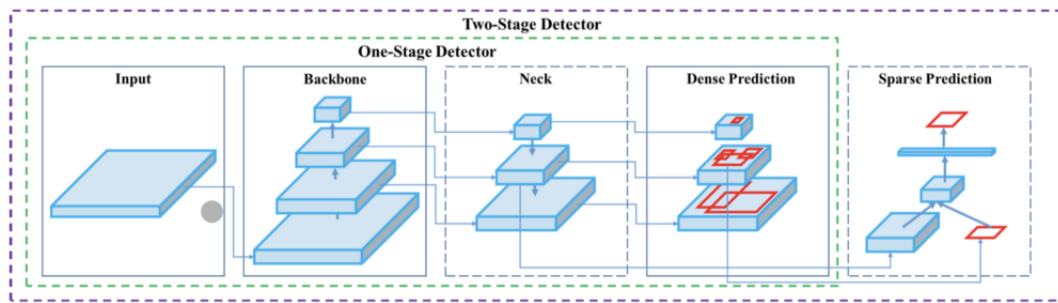 Two-Stage Detector
One-Stage Detector
Input
Backbone
Neck
Dense Prediction
Sparse Prediction